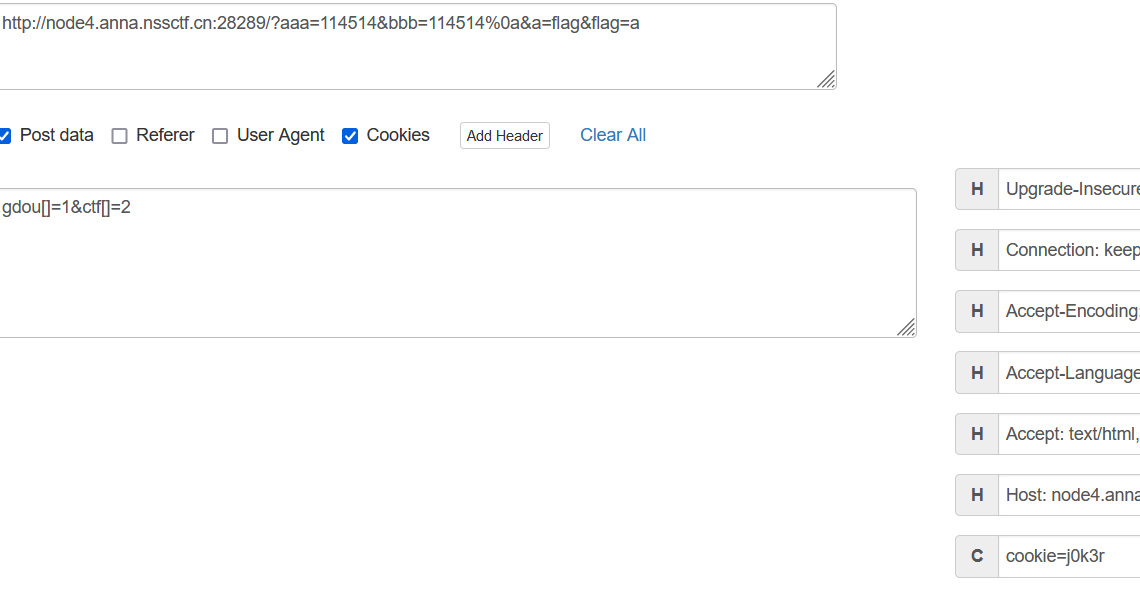 http://node4.anna.nssctf.cn:28289/?aaa=114514&bbb=114514%0a&a=flag&flag=a
Post data Referer User Agent Cookies Add Header Clear All
gdou[]=1&ctf[]=2
H Upgrade-Insecure
H Connection: keep
H Accept-Encoding:
H Accept-Language
H Accept: text/html,
H Host: node4.anna
C cookie=j0k3r